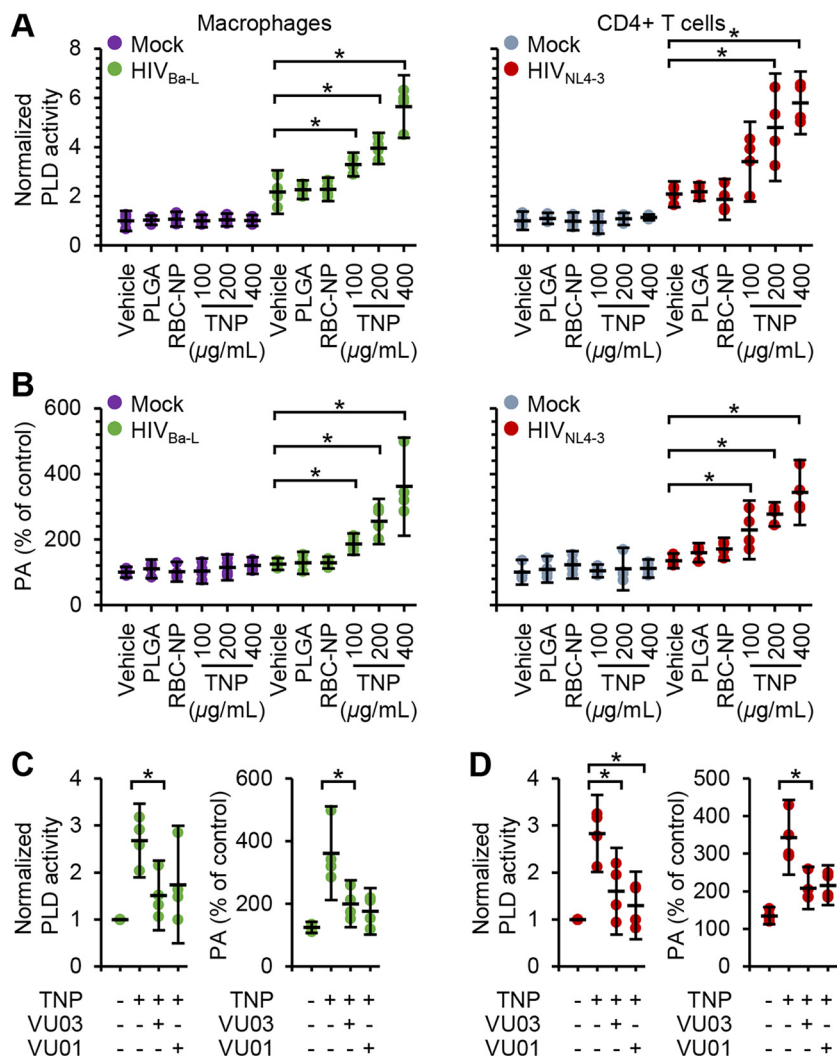 A
Macrophages
CD4+ T cells
Mock
HIVBa-L
Mock
HIVNL4-3
Normalized
PLD activity
8
6
4
2
0
* * *
* *
Vehicle
PLGA
RBC-NP
100
200
400
Vehicle
PLGA
RBC-NP
100
200
400
TNP
(µg/mL)
TNP
(µg/mL)
Vehicle
PLGA
RBC-NP
100
200
400
Vehicle
PLGA
RBC-NP
100
200
400
TNP
(µg/mL)
TNP
(µg/mL)
B
Mock
HIVBa-L
Mock
HIVNL4-3
PA (% of control)
600
400
200
0
* * *
* * *
Vehicle
PLGA
RBC-NP
100
200
400
Vehicle
PLGA
RBC-NP
100
200
400
TNP
(µg/mL)
TNP
(µg/mL)
Vehicle
PLGA
RBC-NP
100
200
400
Vehicle
PLGA
RBC-NP
100
200
400
TNP
(µg/mL)
TNP
(µg/mL)
C
Normalized
PLD activity
4
3
2
1
0
*
PA (% of control)
600
400
200
0
*
TNP - + + + - + + +
VU03 - - + - - - + -
VU01 - - - + - - - +
D
Normalized
PLD activity
4
3
2
1
0
*
*
PA (% of control)
500
400
300
200
100
0
*
TNP - + + + - + + +
VU03 - - + - - - + -
VU01 - - - + - - - +